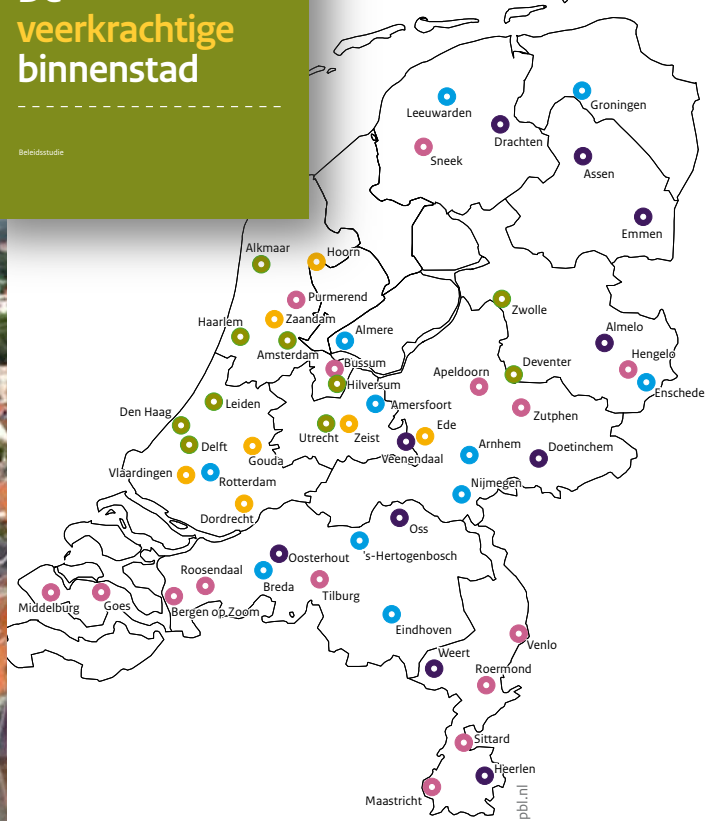 De
veerkrachtige
binnenstad
Beleidsstudie
Leeuwarden
Groningen
Drachten
Sneek
Assen
Emmen
Alkmaar
Hoorn
Purmerend
Zwolle
Haarlem
Zaandam
Almere
Almelo
Amsterdam
Bussum
Hengelo
Apeldoorn
Deventer
Hilversum
Enschede
Den Haag
Leiden
Amersfoort
Zutphen
Utrecht
Zeist
Ede
Delft
Gouda
Veenendaal
Arnhem
Doetinchem
Vlaardingen
Rotterdam
Nijmegen
Dordrecht
Oss
Oosterhout
's-Hertogenbosch
Roosendaal
Breda
Tilburg
Middelburg
Goes
Bergen op Zoom
Eindhoven
Venlo
Weert
Roermond
Sittard
Heerlen
Maastricht
pbl.nl